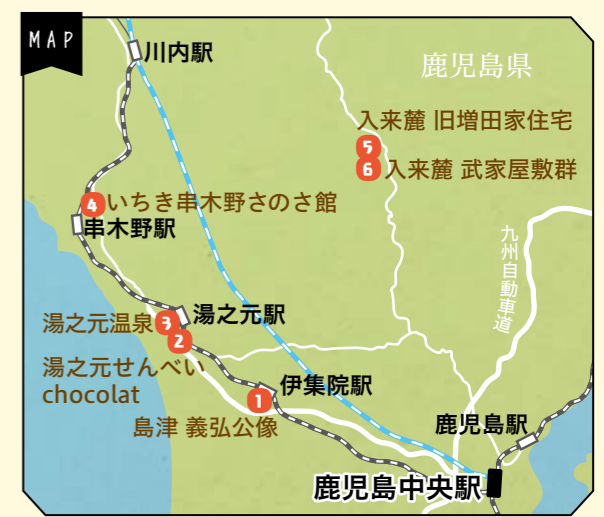 MAP
川内駅
鹿児島県
入来麓 旧増田家住宅
5
6 入来麓 武家屋敷群
4 いちき串木野さのさ館
串木野駅
九州自動車道
湯之元温泉 3
湯之元駅
2
湯之元せんべい
chocolat
伊集院駅
1
島津 義弘公像
鹿児島駅
鹿児島中央駅